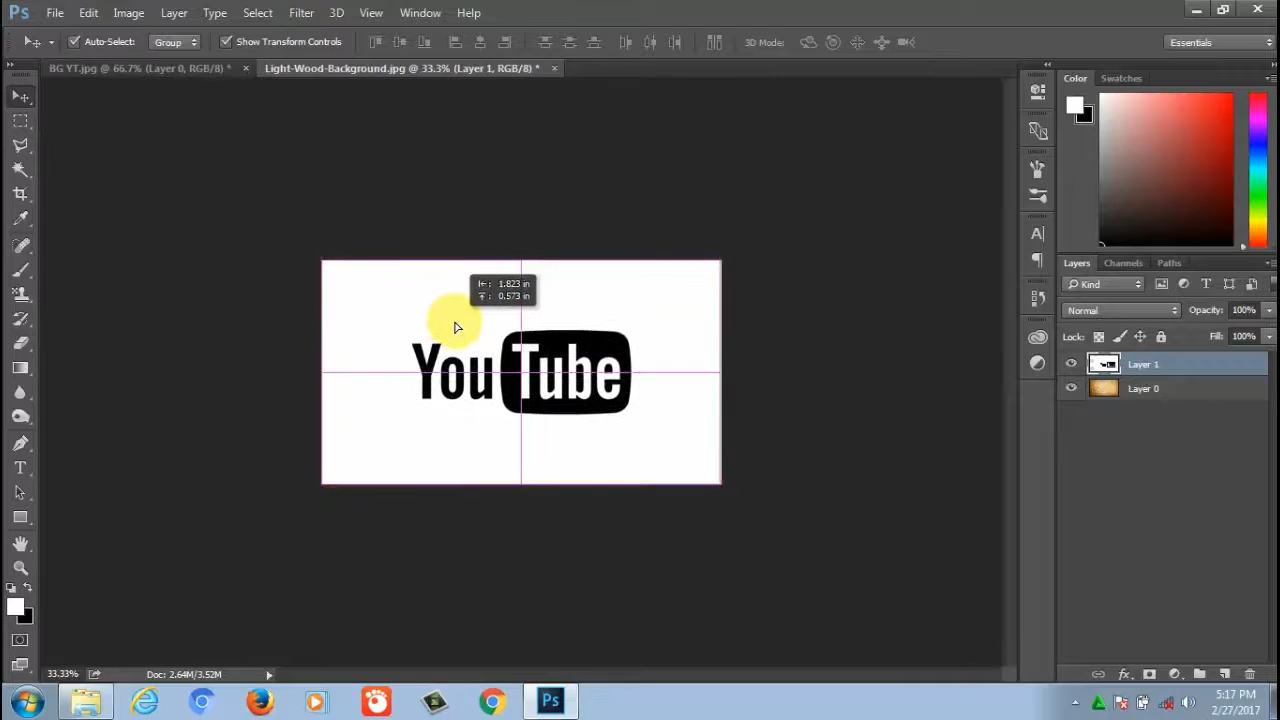 Ps File Edit Image Layer Type Select Filter 3D View Window Help
Auto-Select: Group Show Transform Controls 3D Mode: Essentials
BG YT.jpg @ 66.7% (Layer 0, RGB/8) * × Light-Wood-Background.jpg @ 33.3% (Layer 1, RGB/8) * ×
Color Swatches
1.823 in
0.573 in
YouTube
Layers Channels Paths
Kind
Normal Opacity: 100%
Lock: Fill: 100%
Layer 1
Layer 0
33.33% Doc: 2.64M/3.52M
Ps
5:17 PM
2/27/2017